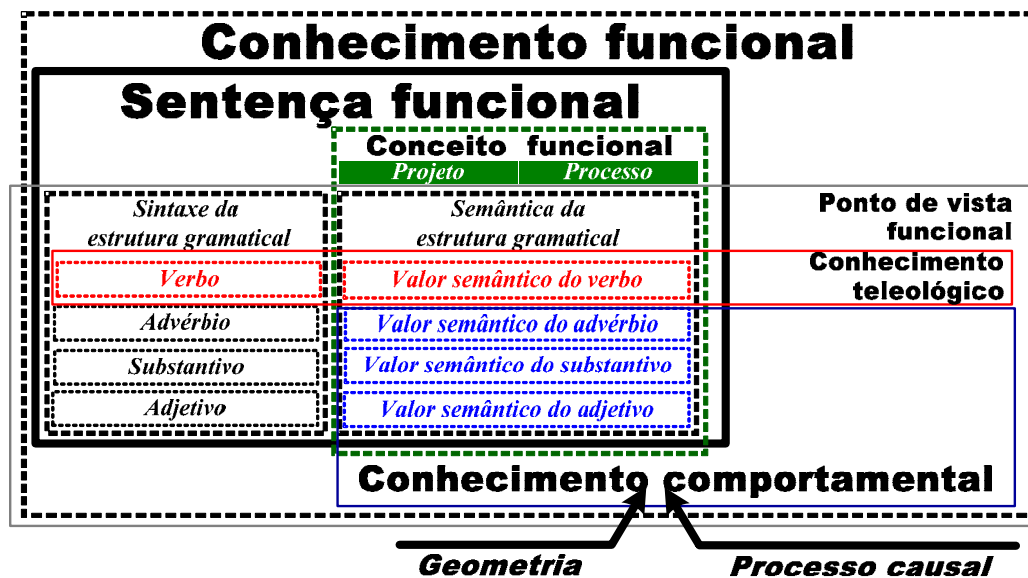 Conhecimento funcional
Sentença funcional
Conceito funcional
Projeto
Processo
Sintaxe da
estrutura gramatical
Semântica da
estrutura gramatical
Ponto de vista
funcional
Verbo
Valor semântico do verbo
Conhecimento
teleológico
Advérbio
Valor semântico do advérbio
Substantivo
Valor semântico do substantivo
Adjetivo
Valor semântico do adjetivo
Conhecimento comportamental
Geometria
Processo causal